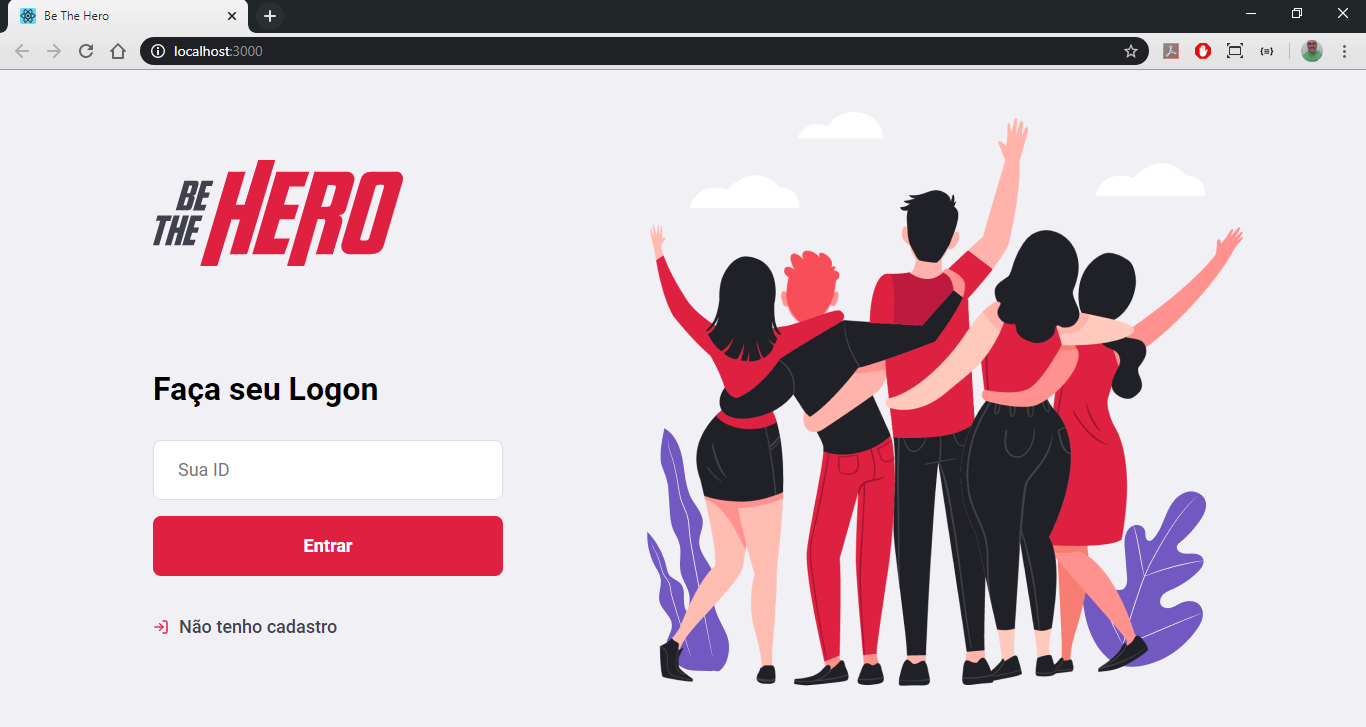 Be The Hero
localhost:3000
BE
THE
HERO
Faça seu Logon
Sua ID
Entrar
Não tenho cadastro